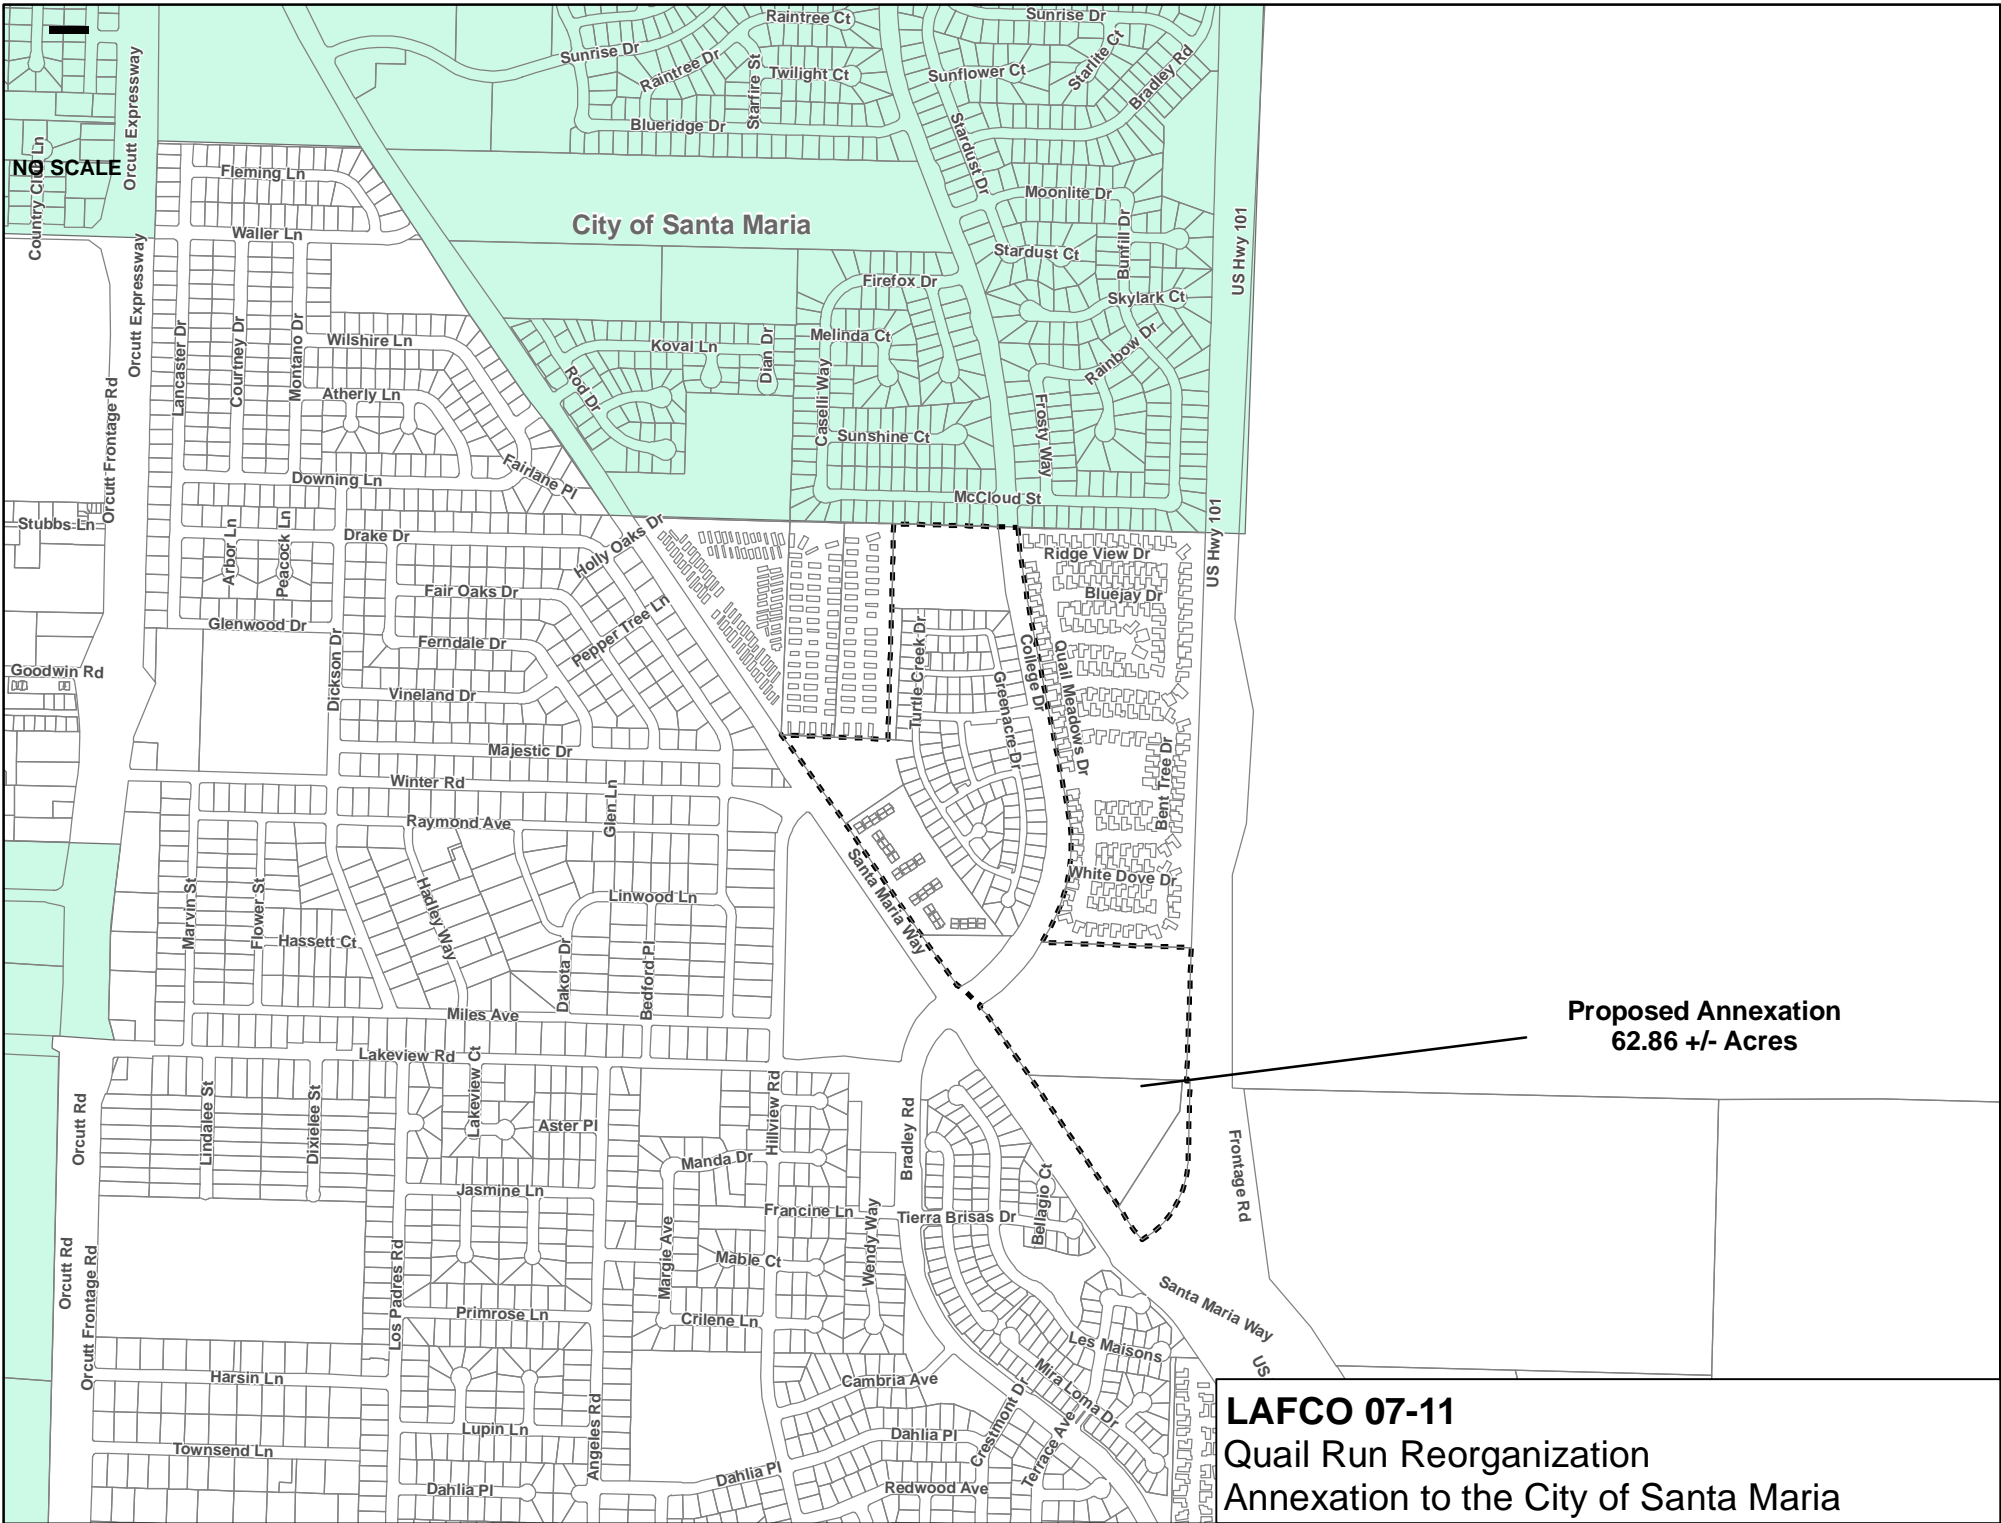 Raintree Ct
Sunrise Dr
Sunrise Dr
Raintree Dr
Starfire St
Twilight Ct
Sunflower Ct
Starlite Ct
Bradley Rd
Blueridge Dr
Stardust Dr
Orcutt Expressway
Country Club Ln
NO SCALE
Fleming Ln
Waller Ln
City of Santa Maria
Moonlite Dr
Bunfill Dr
Stardust Ct
US Hwy 101
Skylark Ct
Firefox Dr
Orcutt Expressway
Lancaster Dr
Courtney Dr
Montano Dr
Wilshire Ln
Koval Ln
Dian Dr
Melinda Ct
Rainbow Dr
Atherly Ln
Rod Dr
Caselli Way
Sunshine Ct
Frosty Way
Orcutt Frontage Rd
Downing Ln
Fairlane Pl
McCloud St
Stubbs Ln
Arbor Ln
Peacock Ln
Drake Dr
Holly Oaks Dr
US Hwy 101
Ridge View Dr
Bluejay Dr
Fair Oaks Dr
Pepper Tree Ln
Glenwood Dr
Dickson Dr
Ferndale Dr
Turtle Creek Dr
College Dr
Quail Meadows Dr
Greenacre Dr
Goodwin Rd
Vineland Dr
Majestic Dr
Bent Tree Dr
Winter Rd
Glen Ln
Raymond Ave
Santa Maria Way
White Dove Dr
Marvin St
Flower St
Hadley Way
Linwood Ln
Hassett Ct
Dakota Dr
Bedford Pl
Miles Ave
Proposed Annexation
62.86 +/- Acres
Lakeview Rd
Lakeview Ct
Orcutt Rd
Lindalee St
Dixielee St
Aster Pl
Hillview Rd
Bradley Rd
Manda Dr
Frontage Rd
Jasmine Ln
Francine Ln
Tierra Brisas Dr
Bellagio Ct
Orcutt Rd
Orcutt Frontage Rd
Los Padres Rd
Margie Ave
Mable Ct
Wendy Way
Primrose Ln
Crilene Ln
Santa Maria Way
US
Les Maisons
Mira Loma Dr
Harsin Ln
Cambria Ave
Crestmont Dr
Terrace Ave
Lupin Ln
Angeles Rd
Dahlia Pl
Townsend Ln
Dahlia Pl
Dahlia Pl
Redwood Ave
LAFCO 07-11
Quail Run Reorganization
Annexation to the City of Santa Maria